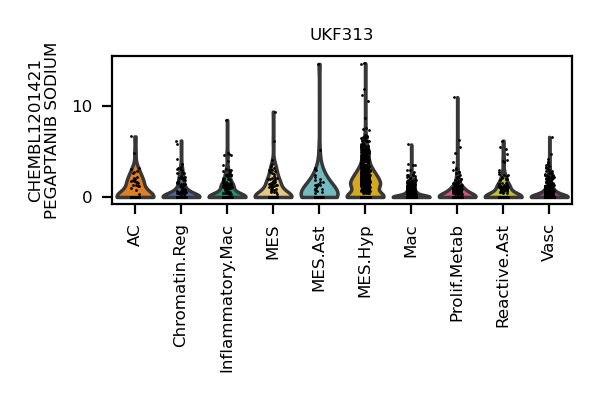 UKF313
CHEMBL1201421
PEGAPTANIB SODIUM
10
0
AC
Chromatin.Reg
Inflammatory.Mac
MES
MES.Ast
MES.Hyp
Mac
Prolif.Metab
Reactive.Ast
Vasc